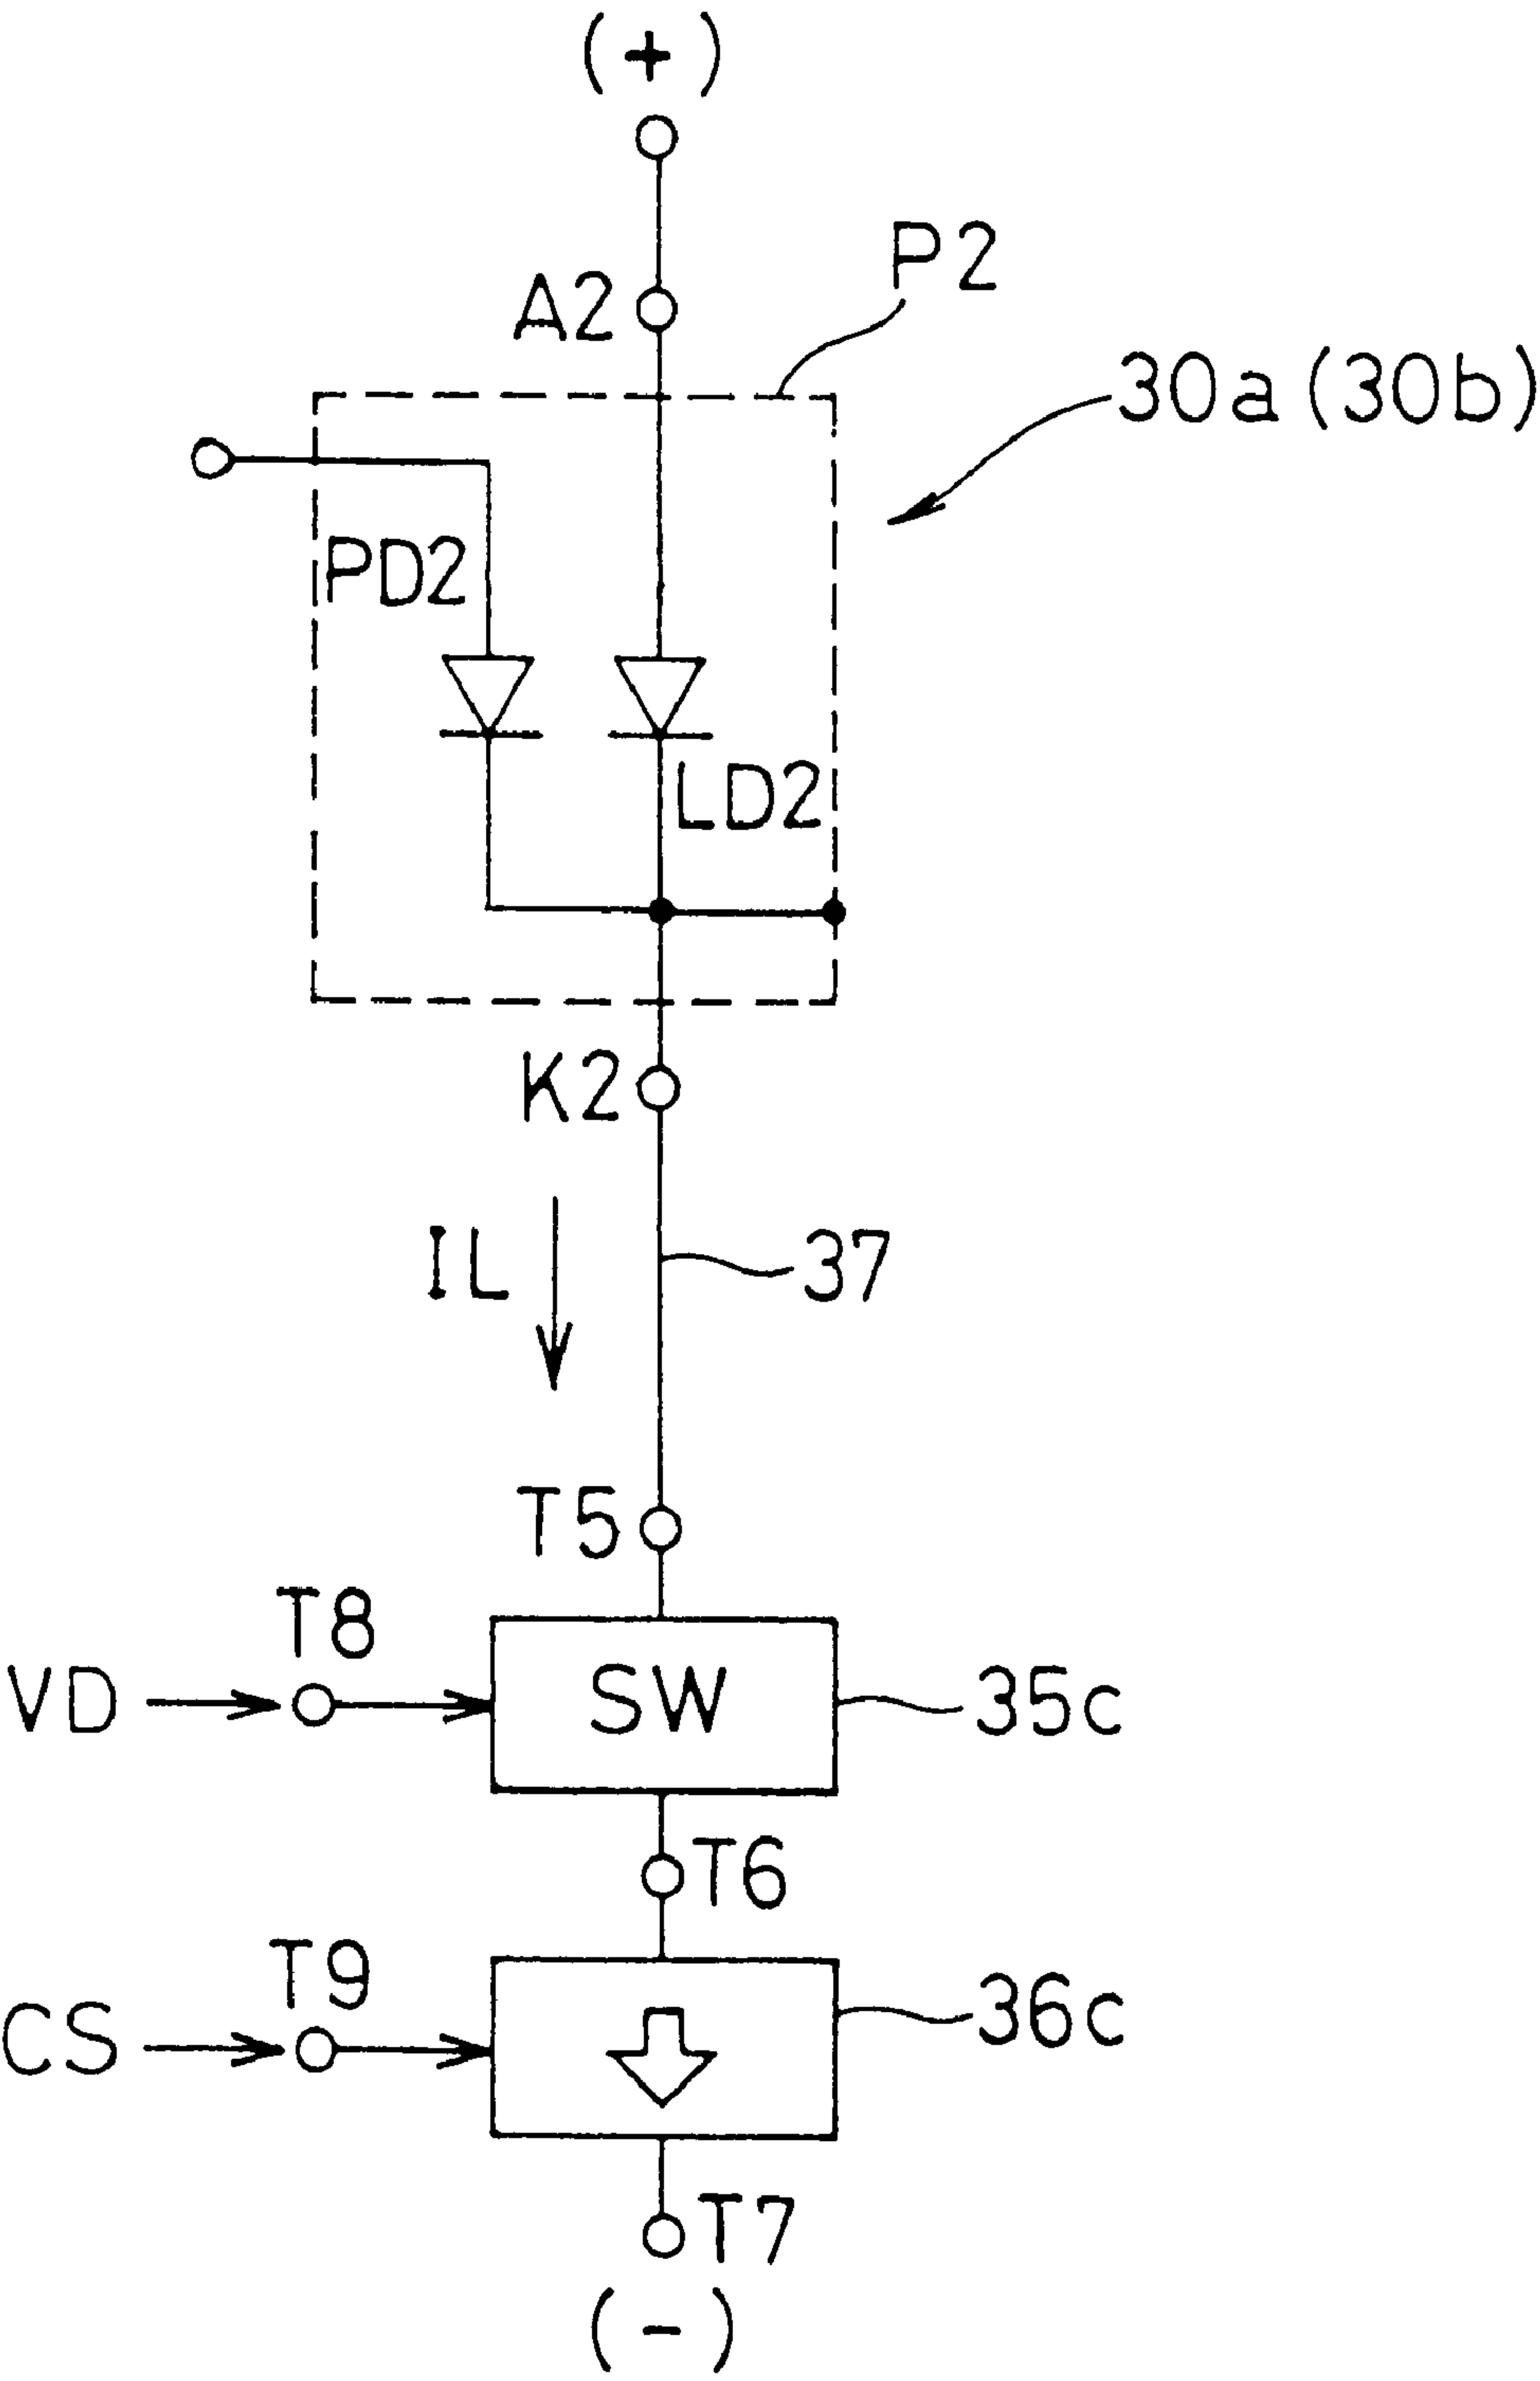 (+)
P2
A2
30a(30b)
PD2
LD2
K2
IL
37
T5
T8
VD
SW
35c
T6
T9
CS
36c
T7
(-)